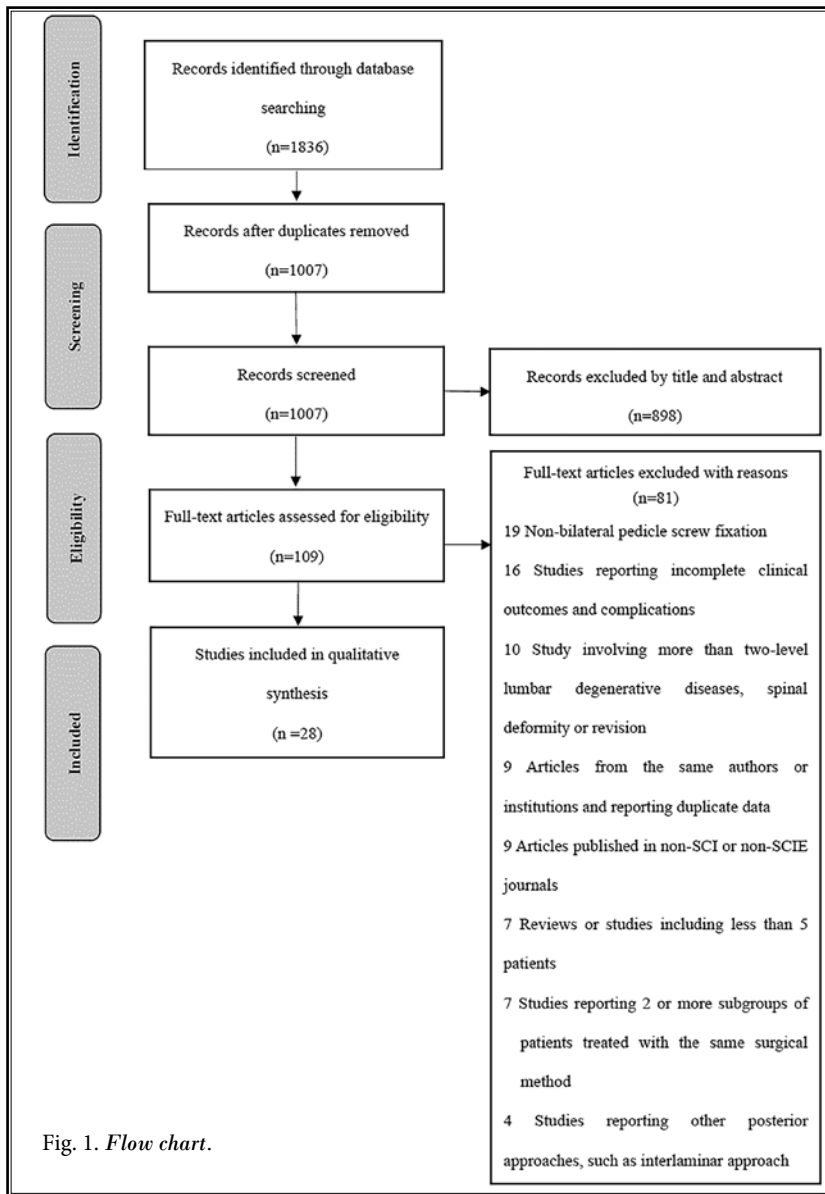 Identification
Records identified through database
searching
(n=1836)
Records after duplicates removed
(n=1007)
Screening
Records screened
(n=1007)
Records excluded by title and abstract
(n=898)
Eligibility
Full-text articles assessed for eligibility
(n=109)
Full-text articles excluded with reasons
(n=81)
19 Non-bilateral pedicle screw fixation
16 Studies reporting incomplete clinical
outcomes and complications
10 Study involving more than two-level
lumbar degenerative diseases, spinal
deformity or revision
9 Articles from the same authors or
institutions and reporting duplicate data
9 Articles published in non-SCI or non-SCIE
journals
7 Reviews or studies including less than 5
patients
7 Studies reporting 2 or more subgroups of
patients treated with the same surgical
method
4 Studies reporting other posterior
approaches, such as interlaminar approach
Included
Studies included in qualitative
synthesis
(n =28)
Fig. 1. Flow chart.